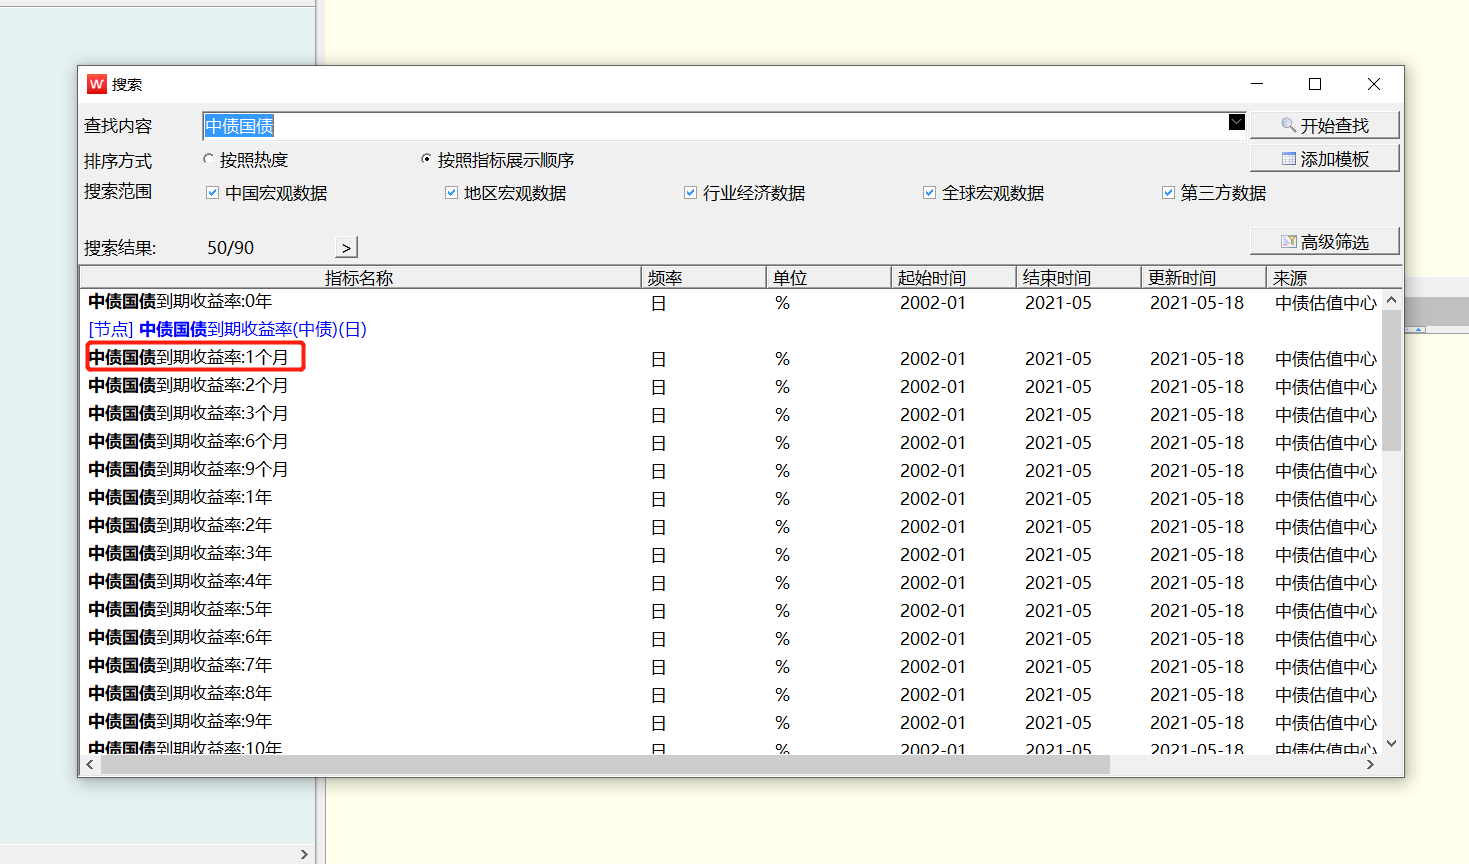 W 搜索
查找内容 中债国债 开始查找
排序方式 按照热度 按照指标展示顺序 添加模板
搜索范围 中国宏观数据 地区宏观数据 行业经济数据 全球宏观数据 第三方数据
搜索结果: 50/90 > 高级筛选
指标名称 频率 单位 起始时间 结束时间 更新时间 来源
中债国债到期收益率:0年 日 % 2002-01 2021-05 2021-05-18 中债估值中心
[节点] 中债国债到期收益率(中债)(日)
中债国债到期收益率:1个月 日 % 2002-01 2021-05 2021-05-18 中债估值中心
中债国债到期收益率:2个月 日 % 2002-01 2021-05 2021-05-18 中债估值中心
中债国债到期收益率:3个月 日 % 2002-01 2021-05 2021-05-18 中债估值中心
中债国债到期收益率:6个月 日 % 2002-01 2021-05 2021-05-18 中债估值中心
中债国债到期收益率:9个月 日 % 2002-01 2021-05 2021-05-18 中债估值中心
中债国债到期收益率:1年 日 % 2002-01 2021-05 2021-05-18 中债估值中心
中债国债到期收益率:2年 日 % 2002-01 2021-05 2021-05-18 中债估值中心
中债国债到期收益率:3年 日 % 2002-01 2021-05 2021-05-18 中债估值中心
中债国债到期收益率:4年 日 % 2002-01 2021-05 2021-05-18 中债估值中心
中债国债到期收益率:5年 日 % 2002-01 2021-05 2021-05-18 中债估值中心
中债国债到期收益率:6年 日 % 2002-01 2021-05 2021-05-18 中债估值中心
中债国债到期收益率:7年 日 % 2002-01 2021-05 2021-05-18 中债估值中心
中债国债到期收益率:8年 日 % 2002-01 2021-05 2021-05-18 中债估值中心
中债国债到期收益率:9年 日 % 2002-01 2021-05 2021-05-18 中债估值中心
中债国债到期收益率:10年 日 % 2002-01 2021-05 2021-05-18 中债估值中心